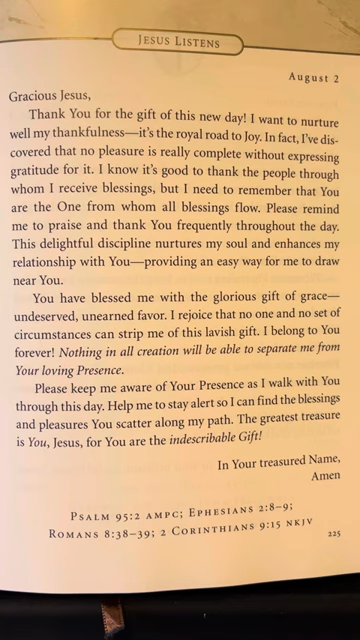 JESUS LISTENS
August 2
Gracious Jesus,
Thank You for the gift of this new day! I want to nurture
well my thankfulness—it's the royal road to Joy. In fact, I've dis-
covered that no pleasure is really complete without expressing
gratitude for it. I know it's good to thank the people through
whom I receive blessings, but I need to remember that You
are the One from whom all blessings flow. Please remind
me to praise and thank You frequently throughout the day.
This delightful discipline nurtures my soul and enhances my
relationship with You—providing an easy way for me to draw
near You.
You have blessed me with the glorious gift of grace—
undeserved, unearned favor. I rejoice that no one and no set of
circumstances can strip me of this lavish gift. I belong to You
forever! Nothing in all creation will be able to separate me from
Your loving Presence.
Please keep me aware of Your Presence as I walk with You
through this day. Help me to stay alert so I can find the blessings
and pleasures You scatter along my path. The greatest treasure
is You, Jesus, for You are the indescribable Gift!
In Your treasured Name,
Amen
PSALM 95:2 AMPC; EPHESIANS 2:8–9;
ROMANS 8:38–39; 2 CORINTHIANS 9:15 NKJV
225